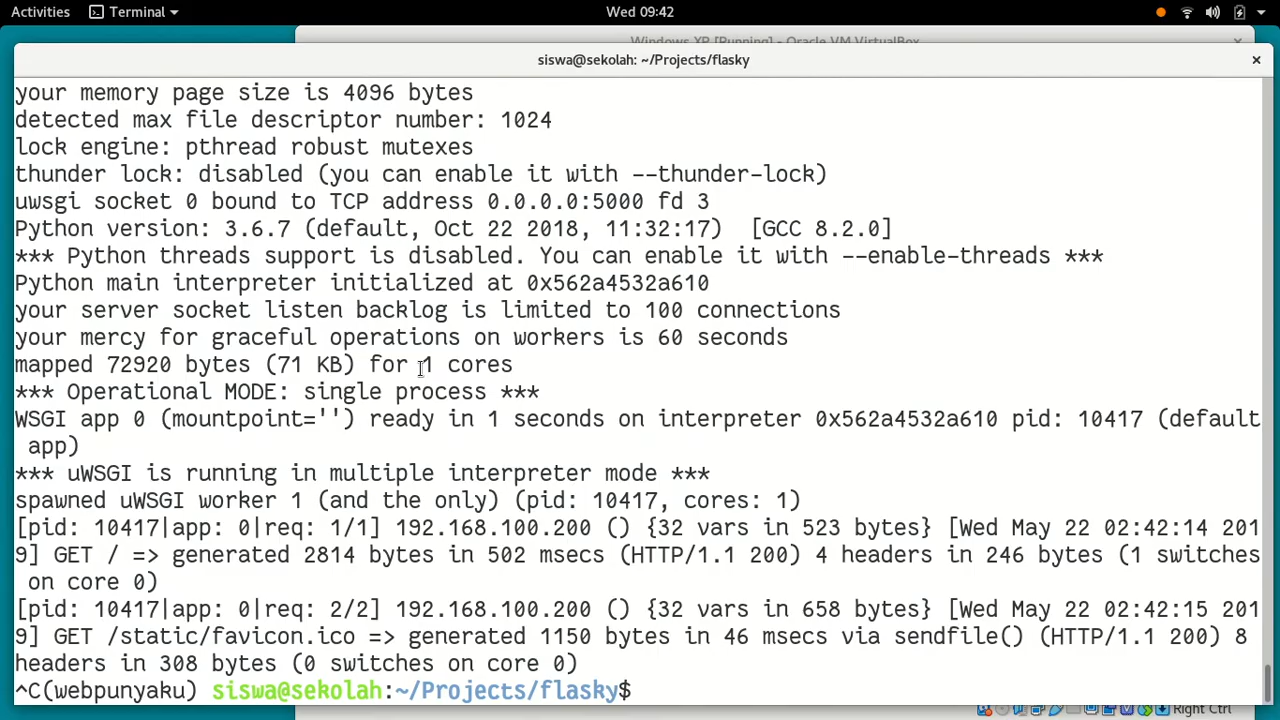 Activities Terminal Wed 09:42
Windows XP [Running] - Oracle VM VirtualBox
siswa@sekolah: ~/Projects/flasky
your memory page size is 4096 bytes
detected max file descriptor number: 1024
lock engine: pthread robust mutexes
thunder lock: disabled (you can enable it with --thunder-lock)
uwsgi socket 0 bound to TCP address 0.0.0.0:5000 fd 3
Python version: 3.6.7 (default, Oct 22 2018, 11:32:17)  [GCC 8.2.0]
*** Python threads support is disabled. You can enable it with --enable-threads ***
Python main interpreter initialized at 0x562a4532a610
your server socket listen backlog is limited to 100 connections
your mercy for graceful operations on workers is 60 seconds
mapped 72920 bytes (71 KB) for 1 cores
*** Operational MODE: single process ***
WSGI app 0 (mountpoint='') ready in 1 seconds on interpreter 0x562a4532a610 pid: 10417 (default
 app)
*** uWSGI is running in multiple interpreter mode ***
spawned uWSGI worker 1 (and the only) (pid: 10417, cores: 1)
[pid: 10417|app: 0|req: 1/1] 192.168.100.200 () {32 vars in 523 bytes} [Wed May 22 02:42:14 201
9] GET / => generated 2814 bytes in 502 msecs (HTTP/1.1 200) 4 headers in 246 bytes (1 switches
 on core 0)
[pid: 10417|app: 0|req: 2/2] 192.168.100.200 () {32 vars in 658 bytes} [Wed May 22 02:42:15 201
9] GET /static/favicon.ico => generated 1150 bytes in 46 msecs via sendfile() (HTTP/1.1 200) 8
headers in 308 bytes (0 switches on core 0)
^C(webpunyaku) siswa@sekolah:~/Projects/flasky$
Right Ctrl